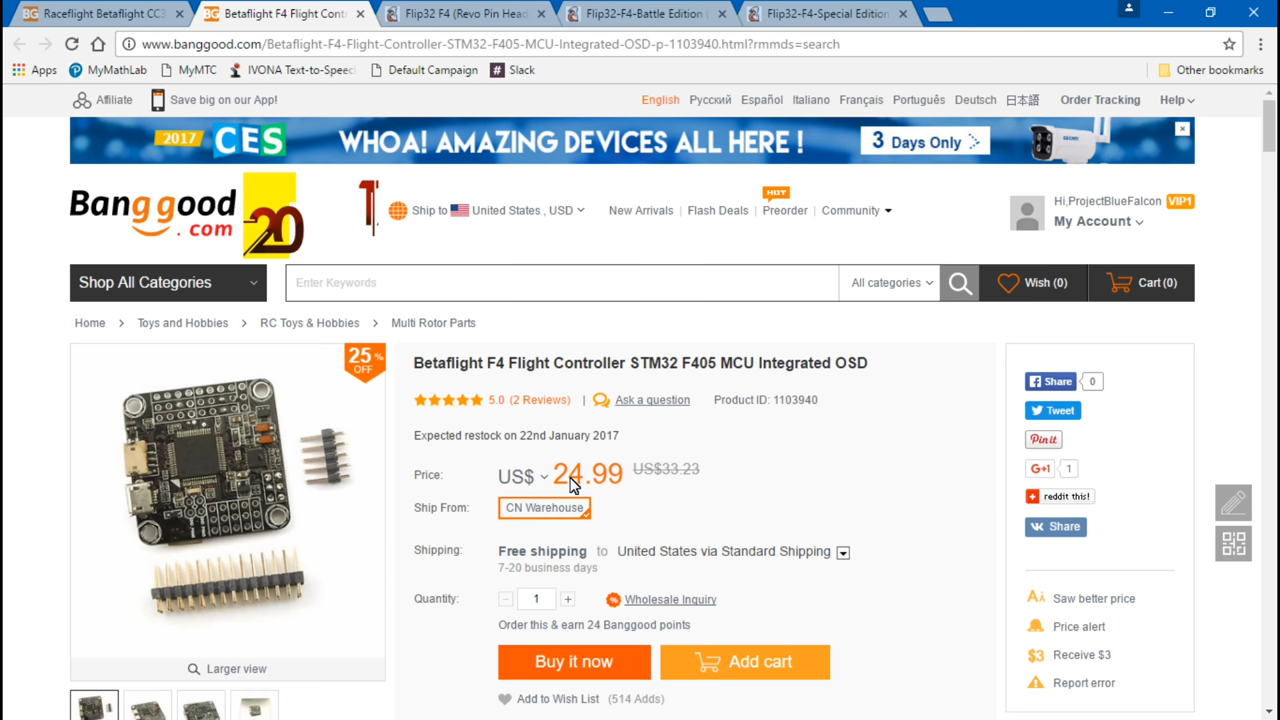 Raceflight Betaflight CC3
Betaflight F4 Flight Contr
Flip32 F4 (Revo Pin Head
Flip32-F4-Battle Edition (
Flip32-F4-Special Edition
www.banggood.com/Betaflight-F4-Flight-Controller-STM32-F405-MCU-Integrated-OSD-p-1103940.html?rmmds=search
Apps MyMathLab MyMTC IVONA Text-to-Speec Default Campaign Slack Other bookmarks
Affiliate Save big on our App! English Русский Español Italiano Français Português Deutsch 日本語 Order Tracking Help
2017 CES WHOA! AMAZING DEVICES ALL HERE ! 3 Days Only
Banggood.com 20
Ship to United States , USD New Arrivals Flash Deals HOT Preorder Community
Hi,ProjectBlueFalcon VIP1
My Account
Shop All Categories Enter Keywords All categories Wish (0) Cart (0)
Home > Toys and Hobbies > RC Toys & Hobbies > Multi Rotor Parts
25% OFF
Larger view
Betaflight F4 Flight Controller STM32 F405 MCU Integrated OSD
5.0 (2 Reviews) | Ask a question Product ID: 1103940
Expected restock on 22nd January 2017
Price: US$ 24.99 US$33.23
Ship From: CN Warehouse
Shipping: Free shipping to United States via Standard Shipping
7-20 business days
Quantity: - 1 + Wholesale Inquiry
Order this & earn 24 Banggood points
Buy it now Add cart
Add to Wish List (514 Adds)
Share 0
Tweet
Pin it
G+1 1
reddit this!
Share
Saw better price
Price alert
$3 Receive $3
Report error